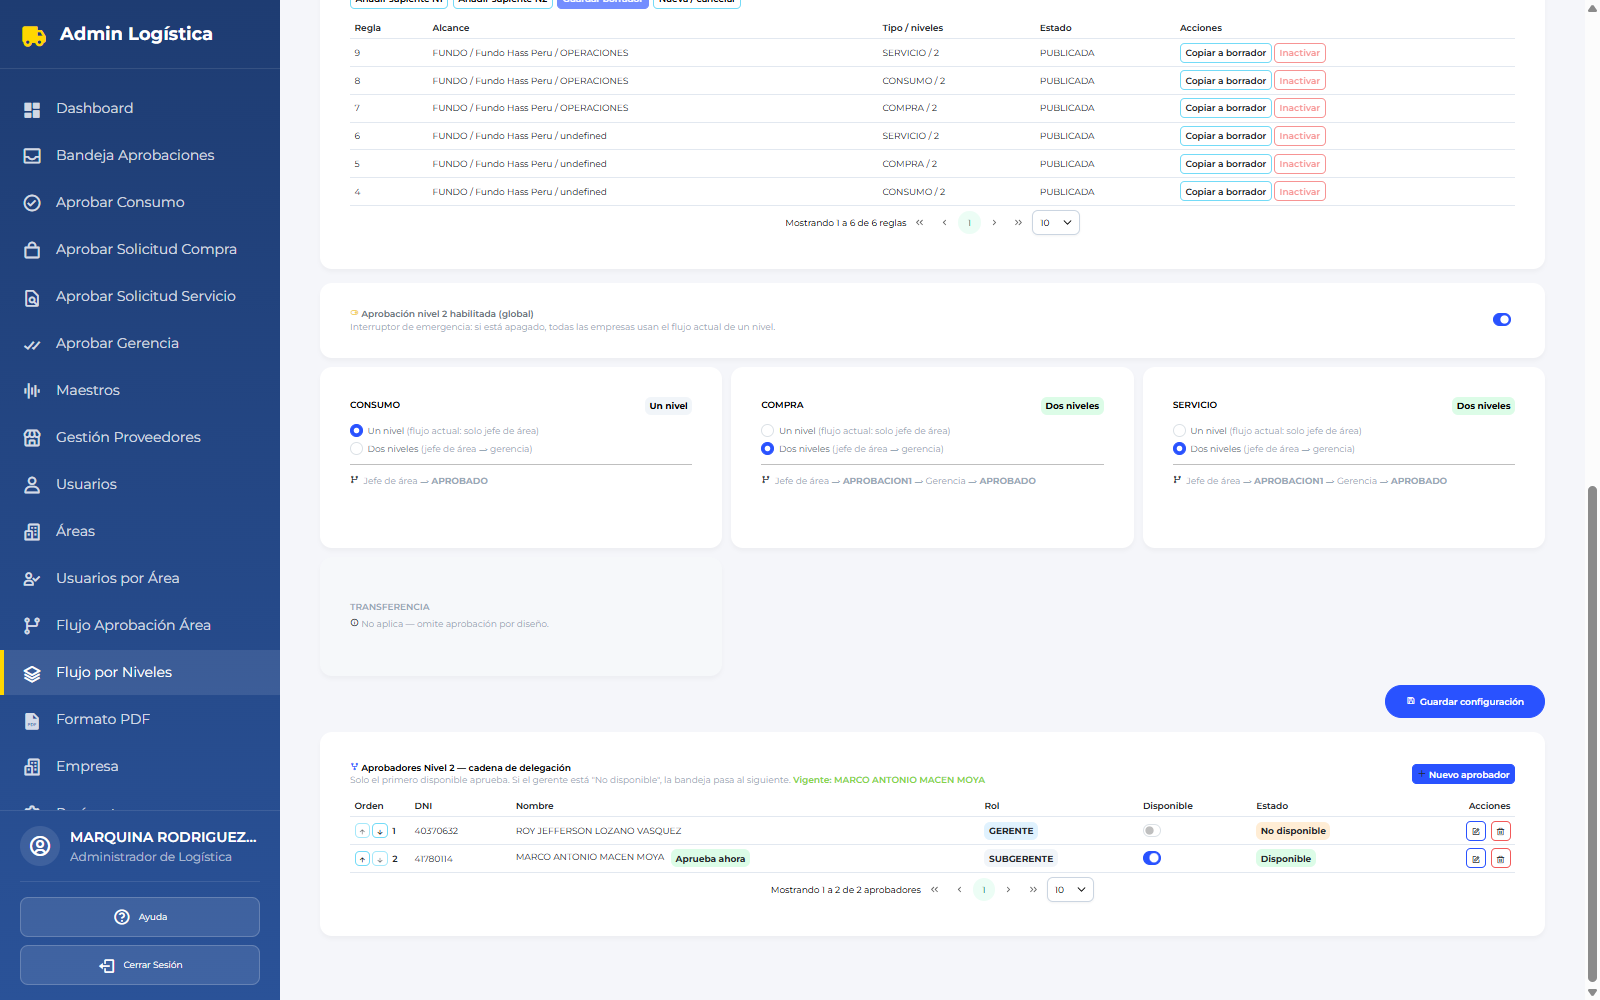 Admin Logística
Dashboard
Bandeja Aprobaciones
Aprobar Consumo
Aprobar Solicitud Compra
Aprobar Solicitud Servicio
Aprobar Gerencia
Maestros
Gestión Proveedores
Usuarios
Áreas
Usuarios por Área
Flujo Aprobación Área
Flujo por Niveles
Formato PDF
Empresa
MARQUINA RODRIGUEZ...
Administrador de Logística
Ayuda
Cerrar Sesión
Añadir suplente N1 Añadir suplente N2 Guardar borrador Nueva / cancelar
Regla Alcance Tipo / niveles Estado Acciones
9 FUNDO / Fundo Hass Peru / OPERACIONES SERVICIO / 2 PUBLICADA Copiar a borrador Inactivar
8 FUNDO / Fundo Hass Peru / OPERACIONES CONSUMO / 2 PUBLICADA Copiar a borrador Inactivar
7 FUNDO / Fundo Hass Peru / OPERACIONES COMPRA / 2 PUBLICADA Copiar a borrador Inactivar
6 FUNDO / Fundo Hass Peru / undefined SERVICIO / 2 PUBLICADA Copiar a borrador Inactivar
5 FUNDO / Fundo Hass Peru / undefined COMPRA / 2 PUBLICADA Copiar a borrador Inactivar
4 FUNDO / Fundo Hass Peru / undefined CONSUMO / 2 PUBLICADA Copiar a borrador Inactivar
Mostrando 1 a 6 de 6 reglas « ‹ 1 › » 10
Aprobación nivel 2 habilitada (global)
Interruptor de emergencia: si está apagado, todas las empresas usan el flujo actual de un nivel.
CONSUMO Un nivel
Un nivel (flujo actual: solo jefe de área)
Dos niveles (jefe de área → gerencia)
Jefe de área → APROBADO
COMPRA Dos niveles
Un nivel (flujo actual: solo jefe de área)
Dos niveles (jefe de área → gerencia)
Jefe de área → APROBACION1 → Gerencia → APROBADO
SERVICIO Dos niveles
Un nivel (flujo actual: solo jefe de área)
Dos niveles (jefe de área → gerencia)
Jefe de área → APROBACION1 → Gerencia → APROBADO
TRANSFERENCIA
No aplica — omite aprobación por diseño.
Guardar configuración
Aprobadores Nivel 2 — cadena de delegación
Solo el primero disponible aprueba. Si el gerente está "No disponible", la bandeja pasa al siguiente. Vigente: MARCO ANTONIO MACEN MOYA
+ Nuevo aprobador
Orden DNI Nombre Rol Disponible Estado Acciones
↑ ↓ 1 40370632 ROY JEFFERSON LOZANO VASQUEZ GERENTE No disponible
↑ ↓ 2 41780114 MARCO ANTONIO MACEN MOYA Aprueba ahora SUBGERENTE Disponible
Mostrando 1 a 2 de 2 aprobadores « ‹ 1 › » 10